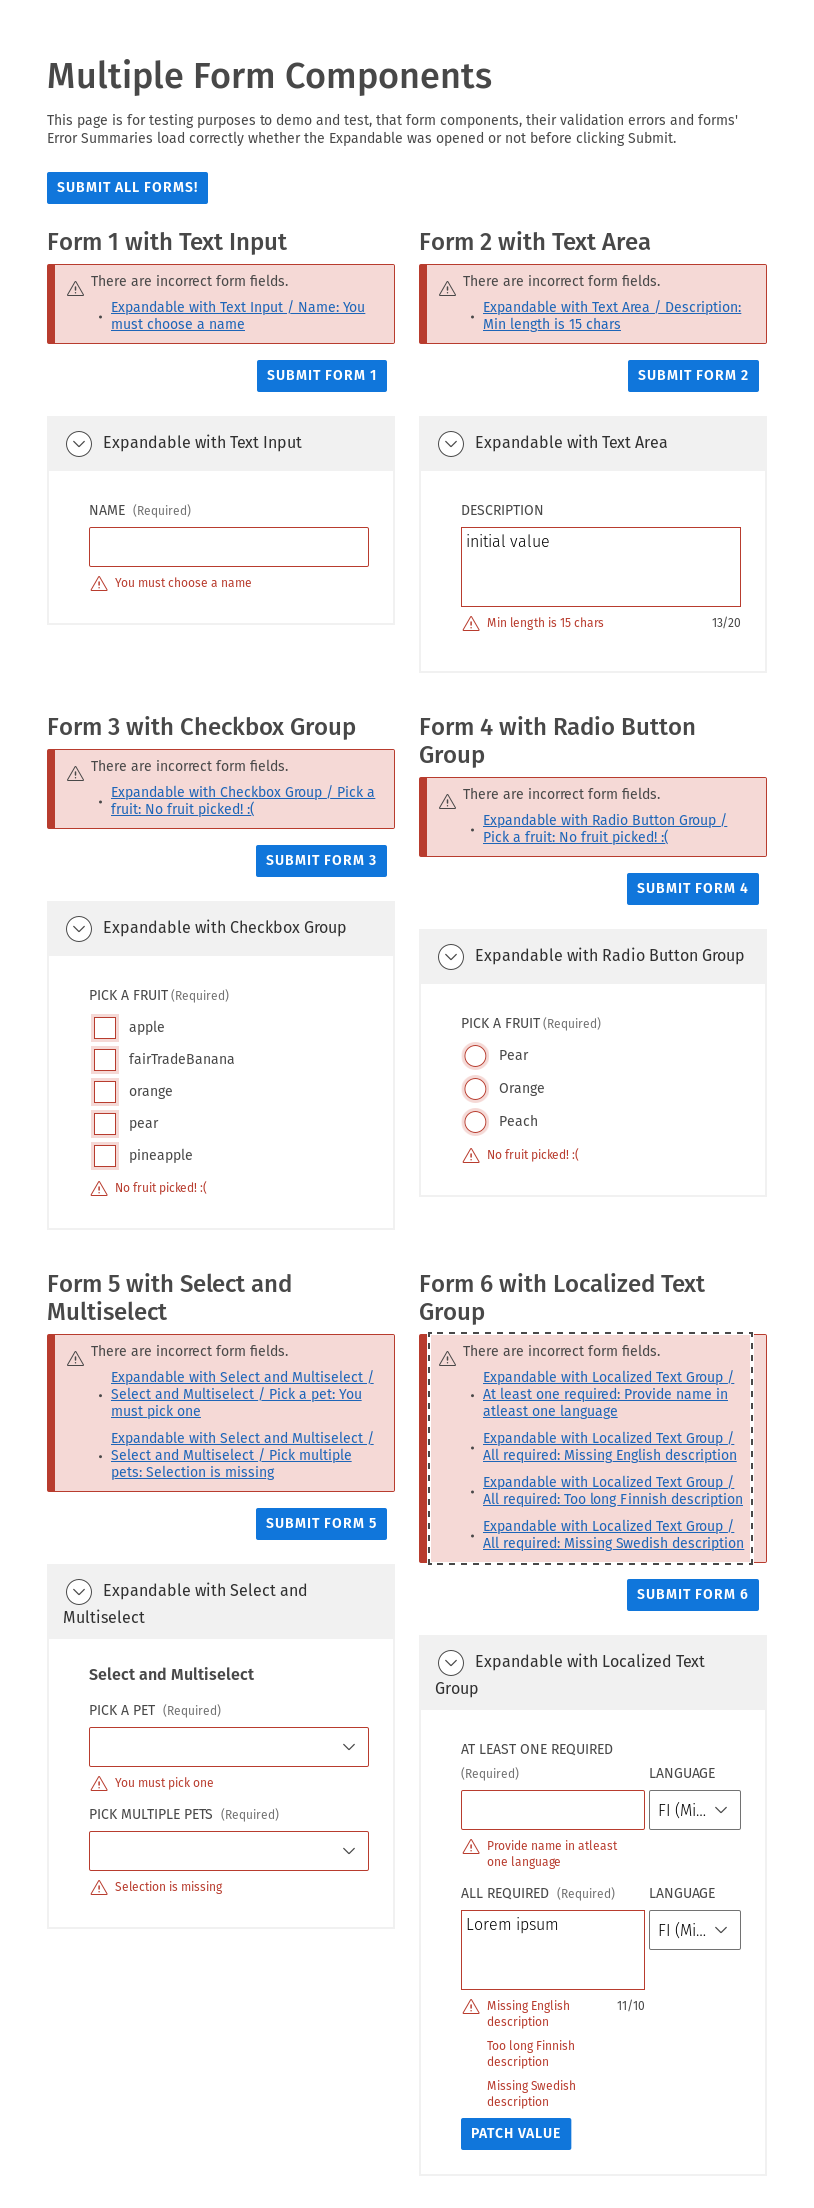 Multiple Form Components
This page is for testing purposes to demo and test, that form components, their validation errors and forms'
Error Summaries load correctly whether the Expandable was opened or not before clicking Submit.
SUBMIT ALL FORMS!
Form 1 with Text Input
There are incorrect form fields.
Expandable with Text Input / Name: You
must choose a name
SUBMIT FORM 1
Expandable with Text Input
NAME (Required)
You must choose a name
Form 2 with Text Area
There are incorrect form fields.
Expandable with Text Area / Description:
Min length is 15 chars
SUBMIT FORM 2
Expandable with Text Area
DESCRIPTION
initial value
Min length is 15 chars 13/20
Form 3 with Checkbox Group
There are incorrect form fields.
Expandable with Checkbox Group / Pick a
fruit: No fruit picked! :(
SUBMIT FORM 3
Expandable with Checkbox Group
PICK A FRUIT (Required)
apple
fairTradeBanana
orange
pear
pineapple
No fruit picked! :(
Form 4 with Radio Button
Group
There are incorrect form fields.
Expandable with Radio Button Group /
Pick a fruit: No fruit picked! :(
SUBMIT FORM 4
Expandable with Radio Button Group
PICK A FRUIT (Required)
Pear
Orange
Peach
No fruit picked! :(
Form 5 with Select and
Multiselect
There are incorrect form fields.
Expandable with Select and Multiselect /
Select and Multiselect / Pick a pet: You
must pick one
Expandable with Select and Multiselect /
Select and Multiselect / Pick multiple
pets: Selection is missing
SUBMIT FORM 5
Expandable with Select and
Multiselect
Select and Multiselect
PICK A PET (Required)
You must pick one
PICK MULTIPLE PETS (Required)
Selection is missing
Form 6 with Localized Text
Group
There are incorrect form fields.
Expandable with Localized Text Group /
At least one required: Provide name in
atleast one language
Expandable with Localized Text Group /
All required: Missing English description
Expandable with Localized Text Group /
All required: Too long Finnish description
Expandable with Localized Text Group /
All required: Missing Swedish description
SUBMIT FORM 6
Expandable with Localized Text
Group
AT LEAST ONE REQUIRED
(Required) LANGUAGE
FI (Mi...
Provide name in atleast
one language
ALL REQUIRED (Required) LANGUAGE
Lorem ipsum FI (Mi...
Missing English 11/10
description
Too long Finnish
description
Missing Swedish
description
PATCH VALUE